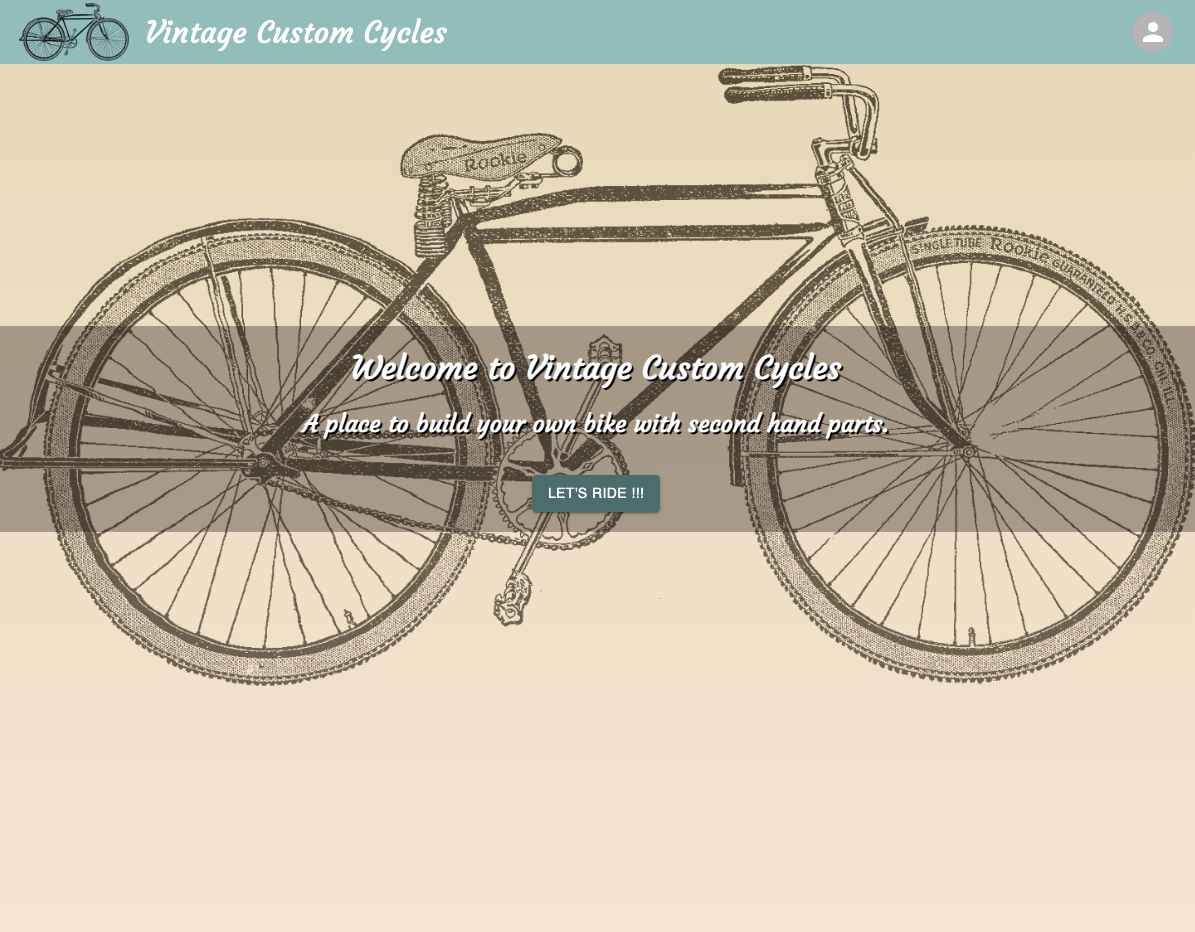 Vintage Custom Cycles
Rookie
SINGLE TUBE Rookie GUARANTEED
Welcome to Vintage Custom Cycles
A place to build your own bike with second hand parts.
LET'S RIDE !!!